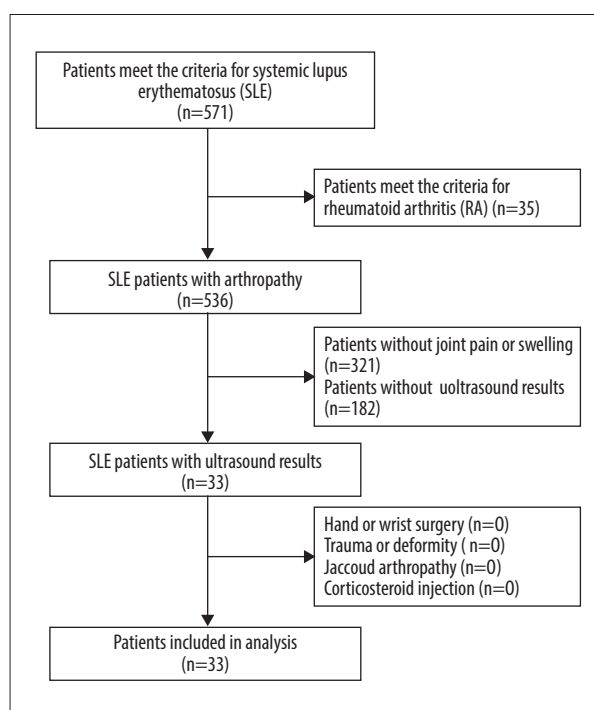 Patients meet the criteria for systemic lupus
erythematosus (SLE)
(n=571)
Patients meet the criteria for
rheumatoid arthritis (RA) (n=35)
SLE patients with arthropathy
(n=536)
Patients without joint pain or swelling
(n=321)
Patients without uoltrasound results
(n=182)
SLE patients with ultrasound results
(n=33)
Hand or wrist surgery (n=0)
Trauma or deformity ( n=0)
Jaccoud arthropathy (n=0)
Corticosteroid injection (n=0)
Patients included in analysis
(n=33)